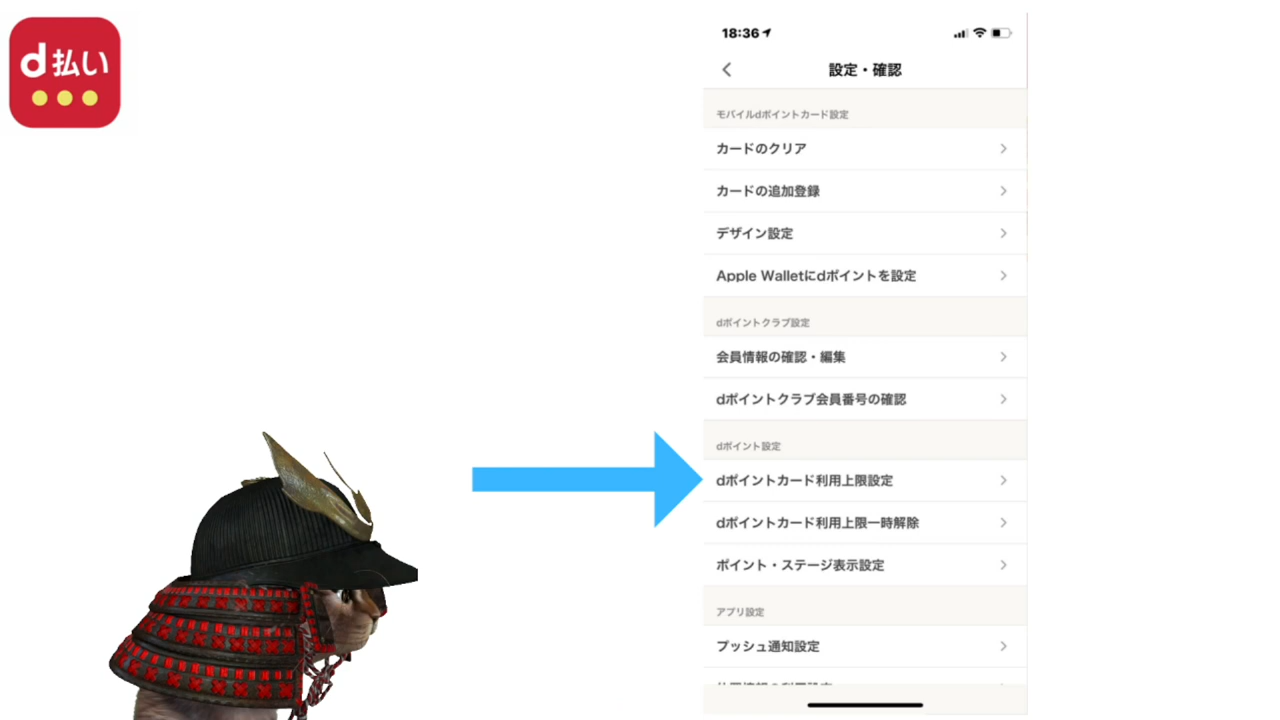 d払い
18:36
設定・確認
モバイルdポイントカード設定
カードのクリア
カードの追加登録
デザイン設定
Apple Walletにdポイントを設定
dポイントクラブ設定
会員情報の確認・編集
dポイントクラブ会員番号の確認
dポイント設定
dポイントカード利用上限設定
dポイントカード利用上限一時解除
ポイント・ステージ表示設定
アプリ設定
プッシュ通知設定